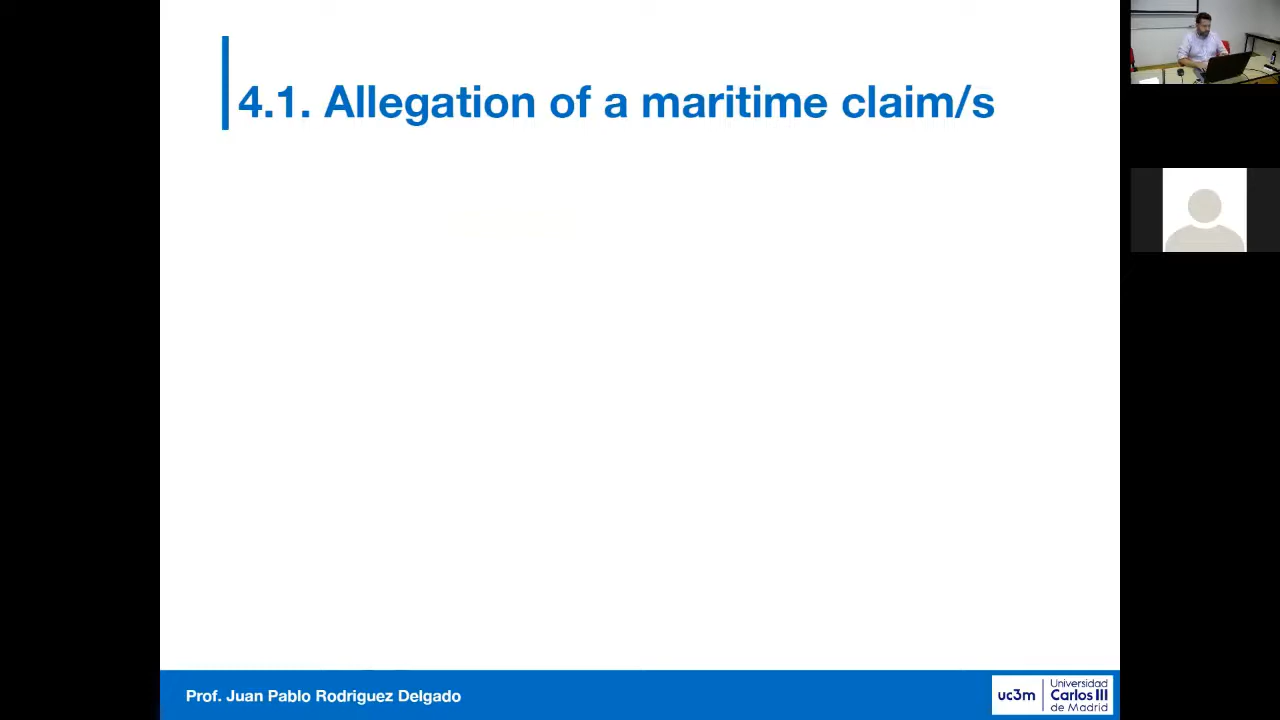 4.1. Allegation of a maritime claim/s
Prof. Juan Pablo Rodriguez Delgado
uc3m
Universidad
Carlos III
de Madrid